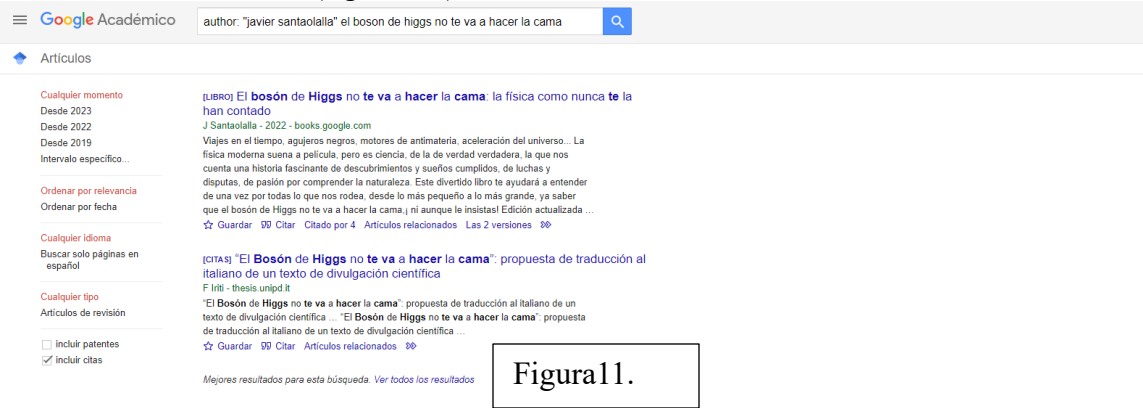 Google Académico
author: "javier santaolalla" el boson de higgs no te va a hacer la cama
Artículos
Cualquier momento
Desde 2023
Desde 2022
Desde 2019
Intervalo específico...
Ordenar por relevancia
Ordenar por fecha
Cualquier idioma
Buscar solo páginas en
español
Cualquier tipo
Artículos de revisión
incluir patentes
incluir citas
[LIBRO] El bosón de Higgs no te va a hacer la cama: la física como nunca te la
han contado
J Santaolalla - 2022 - books.google.com
Viajes en el tiempo, agujeros negros, motores de antimateria, aceleración del universo... La
física moderna suena a película, pero es ciencia, de la de verdad verdadera, la que nos
cuenta una historia fascinante de descubrimientos y sueños cumplidos, de luchas y
disputas, de pasión por comprender la naturaleza. Este divertido libro te ayudará a entender
de una vez por todas lo que nos rodea, desde lo más pequeño a lo más grande, ya saber
que el bosón de Higgs no te va a hacer la cama,¡ ni aunque le insistas! Edición actualizada ...
Guardar Citar Citado por 4 Artículos relacionados Las 2 versiones
[CITAS] "El Bosón de Higgs no te va a hacer la cama": propuesta de traducción al
italiano de un texto de divulgación científica
F Iriti - thesis.unipd.it
"El Bosón de Higgs no te va a hacer la cama": propuesta de traducción al italiano de un
texto de divulgación científica ... "El Bosón de Higgs no te va a hacer la cama": propuesta
de traducción al italiano de un texto de divulgación científica ...
Guardar Citar Artículos relacionados
Mejores resultados para esta búsqueda. Ver todos los resultados
Figura11.